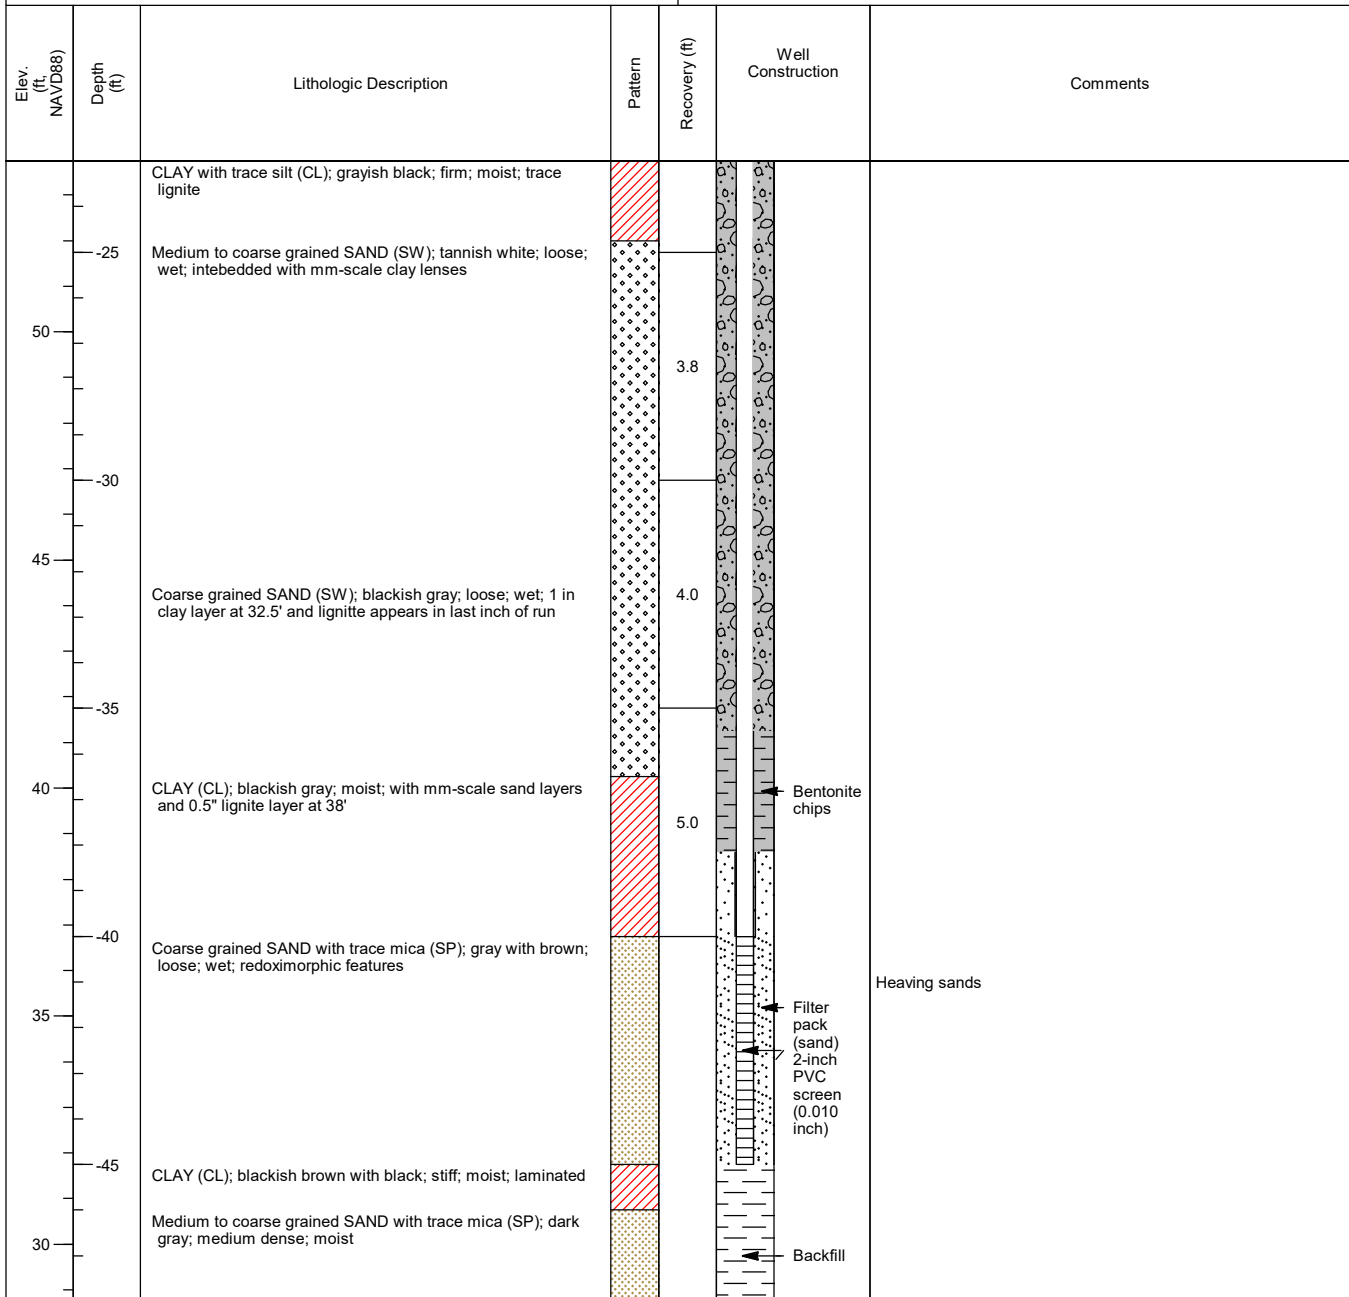 Elev.
(ft,
NAVD88)
Depth
(ft)
Lithologic Description
Pattern
Recovery (ft)
Well
Construction
Comments
CLAY with trace silt (CL); grayish black; firm; moist; trace
lignite
-25
Medium to coarse grained SAND (SW); tannish white; loose;
wet; intebedded with mm-scale clay lenses
50
3.8
-30
45
Coarse grained SAND (SW); blackish gray; loose; wet; 1 in
clay layer at 32.5' and lignitte appears in last inch of run
4.0
-35
40
CLAY (CL); blackish gray; moist; with mm-scale sand layers
and 0.5" lignite layer at 38'
5.0
Bentonite
chips
-40
Coarse grained SAND with trace mica (SP); gray with brown;
loose; wet; redoximorphic features
Heaving sands
35
Filter
pack
(sand)
2-inch
PVC
screen
(0.010
inch)
-45
CLAY (CL); blackish brown with black; stiff; moist; laminated
Medium to coarse grained SAND with trace mica (SP); dark
gray; medium dense; moist
30
Backfill